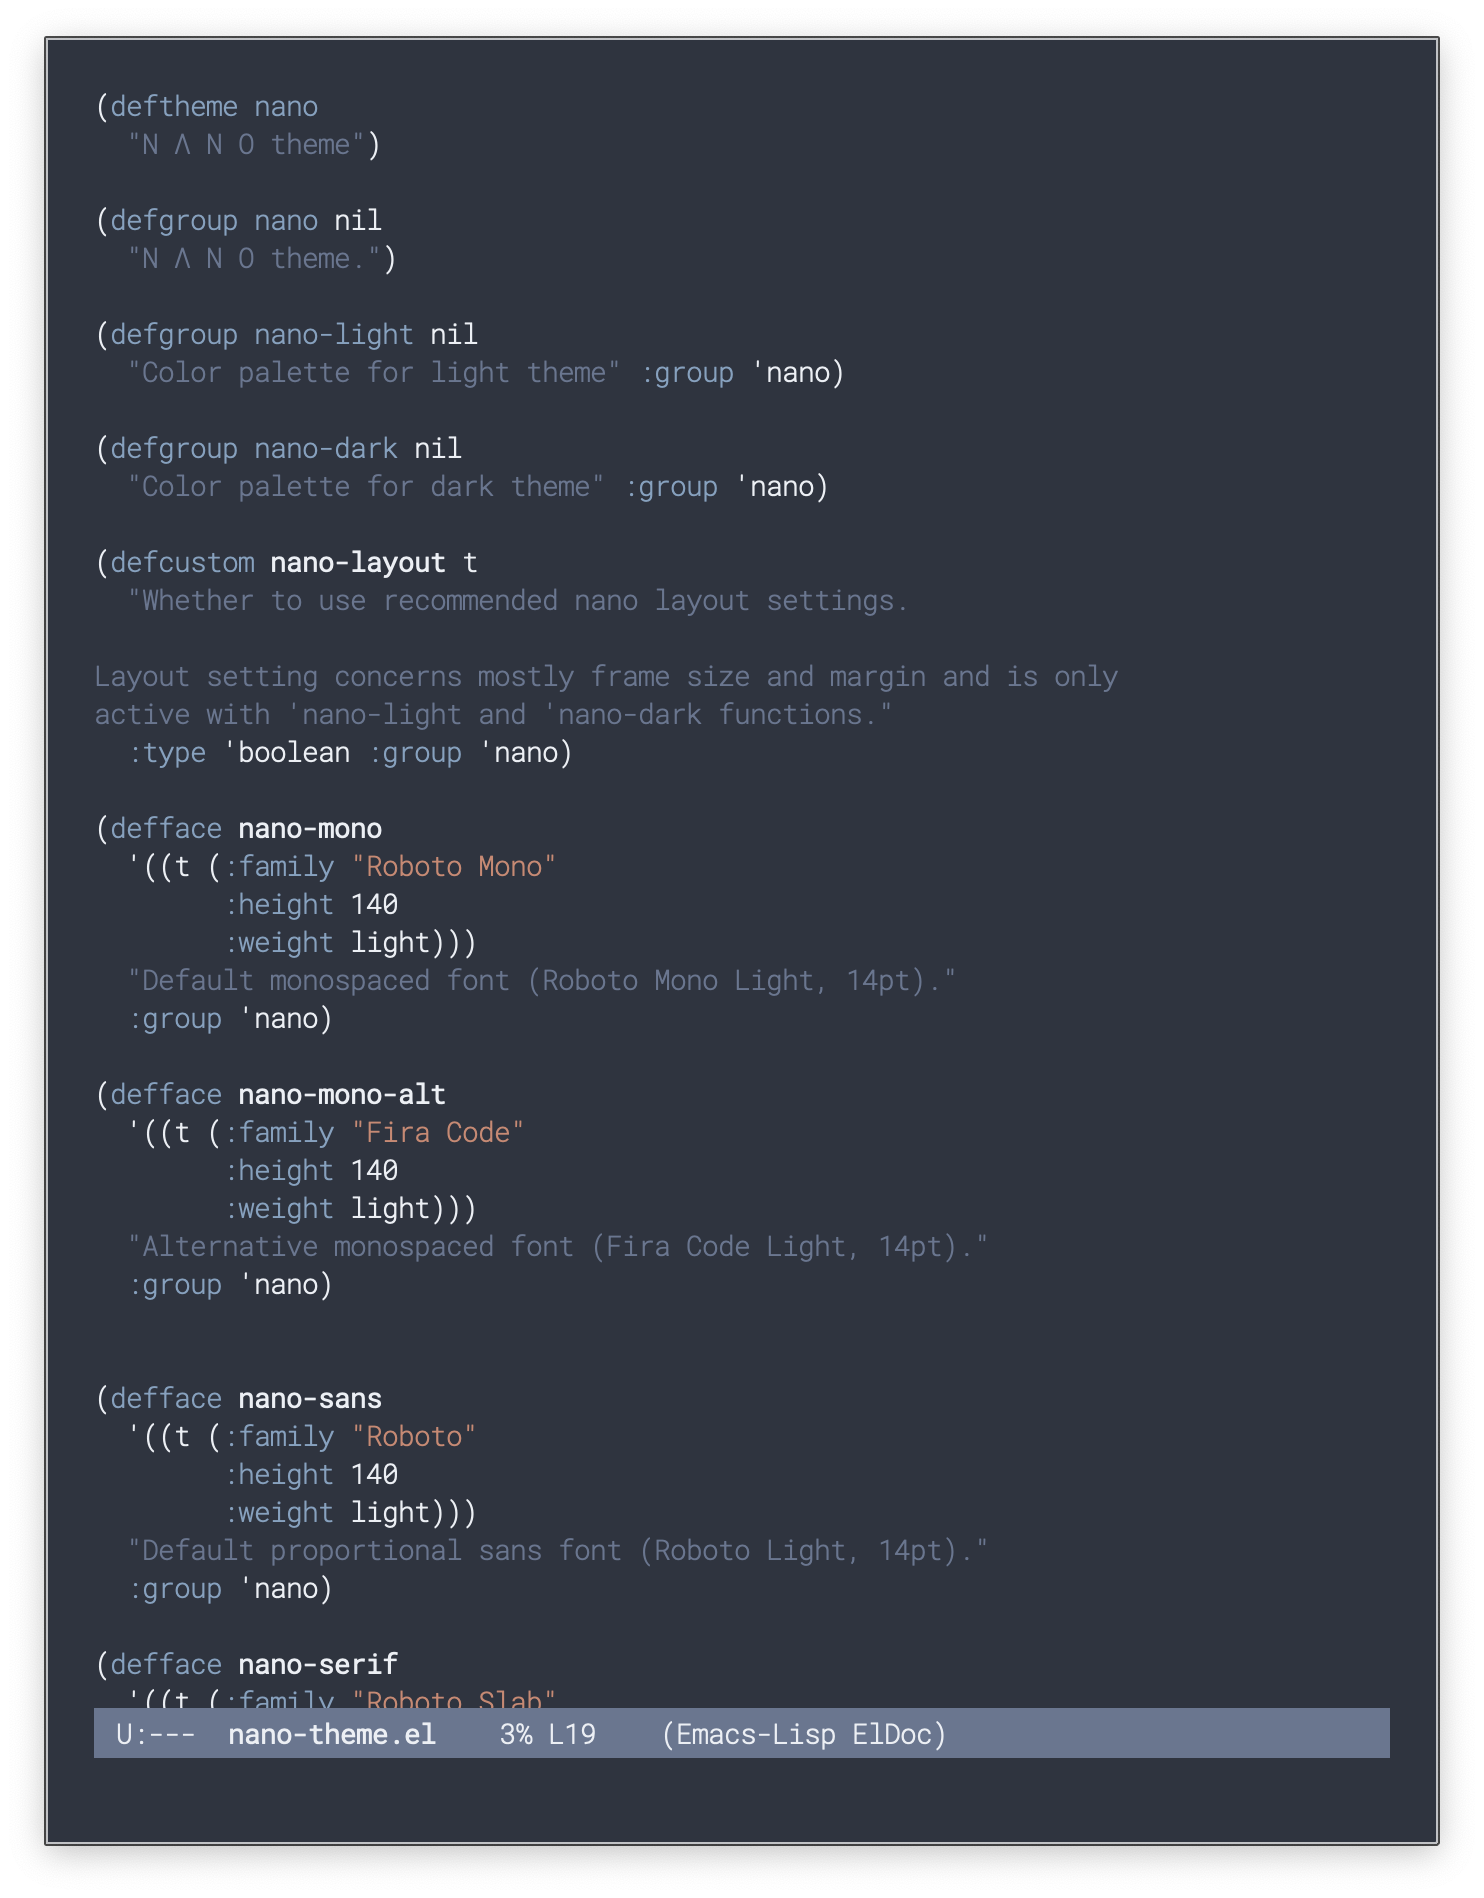 (deftheme nano
  "N Λ N O theme")

(defgroup nano nil
  "N Λ N O theme.")

(defgroup nano-light nil
  "Color palette for light theme" :group 'nano)

(defgroup nano-dark nil
  "Color palette for dark theme" :group 'nano)

(defcustom nano-layout t
  "Whether to use recommended nano layout settings.

Layout setting concerns mostly frame size and margin and is only
active with 'nano-light and 'nano-dark functions."
  :type 'boolean :group 'nano)

(defface nano-mono
  '((t (:family "Roboto Mono"
        :height 140
        :weight light)))
  "Default monospaced font (Roboto Mono Light, 14pt)."
  :group 'nano)

(defface nano-mono-alt
  '((t (:family "Fira Code"
        :height 140
        :weight light)))
  "Alternative monospaced font (Fira Code Light, 14pt)."
  :group 'nano)


(defface nano-sans
  '((t (:family "Roboto"
        :height 140
        :weight light)))
  "Default proportional sans font (Roboto Light, 14pt)."
  :group 'nano)

(defface nano-serif
  '((t (:family "Roboto Slab"
U:---  nano-theme.el    3% L19    (Emacs-Lisp ElDoc)